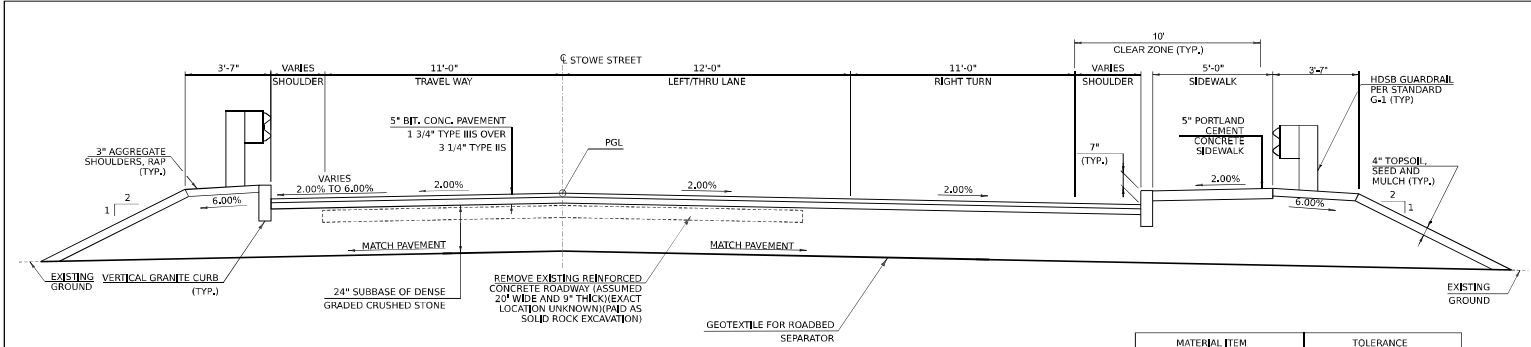 10'
CLEAR ZONE (TYP.)
3'-7"
VARIES
SHOULDER
11'-0"
TRAVEL WAY
℄ STOWE STREET
12'-0"
LEFT/THRU LANE
11'-0"
RIGHT TURN
VARIES
SHOULDER
5'-0"
SIDEWALK
3'-7"
HDSB GUARDRAIL
PER STANDARD
G-1 (TYP)
5" BIT. CONC. PAVEMENT
1 3/4" TYPE IIIS OVER
3 1/4" TYPE IIS
PGL
5" PORTLAND
CEMENT
CONCRETE
SIDEWALK
7"
(TYP.)
3" AGGREGATE
SHOULDERS, RAP
(TYP.)
4" TOPSOIL,
SEED AND
MULCH (TYP.)
VARIES
2.00% TO 6.00%
2.00%
2.00%
2.00%
2.00%
6.00%
6.00%
2
1
2
1
MATCH PAVEMENT
MATCH PAVEMENT
EXISTING
GROUND
VERTICAL GRANITE CURB
(TYP.)
24" SUBBASE OF DENSE
GRADED CRUSHED STONE
REMOVE EXISTING REINFORCED
CONCRETE ROADWAY (ASSUMED
20' WIDE AND 9" THICK)(EXACT
LOCATION UNKNOWN)(PAID AS
SOLID ROCK EXCAVATION)
GEOTEXTILE FOR ROADBED
SEPARATOR
EXISTING
GROUND
MATERIAL ITEM
TOLERANCE